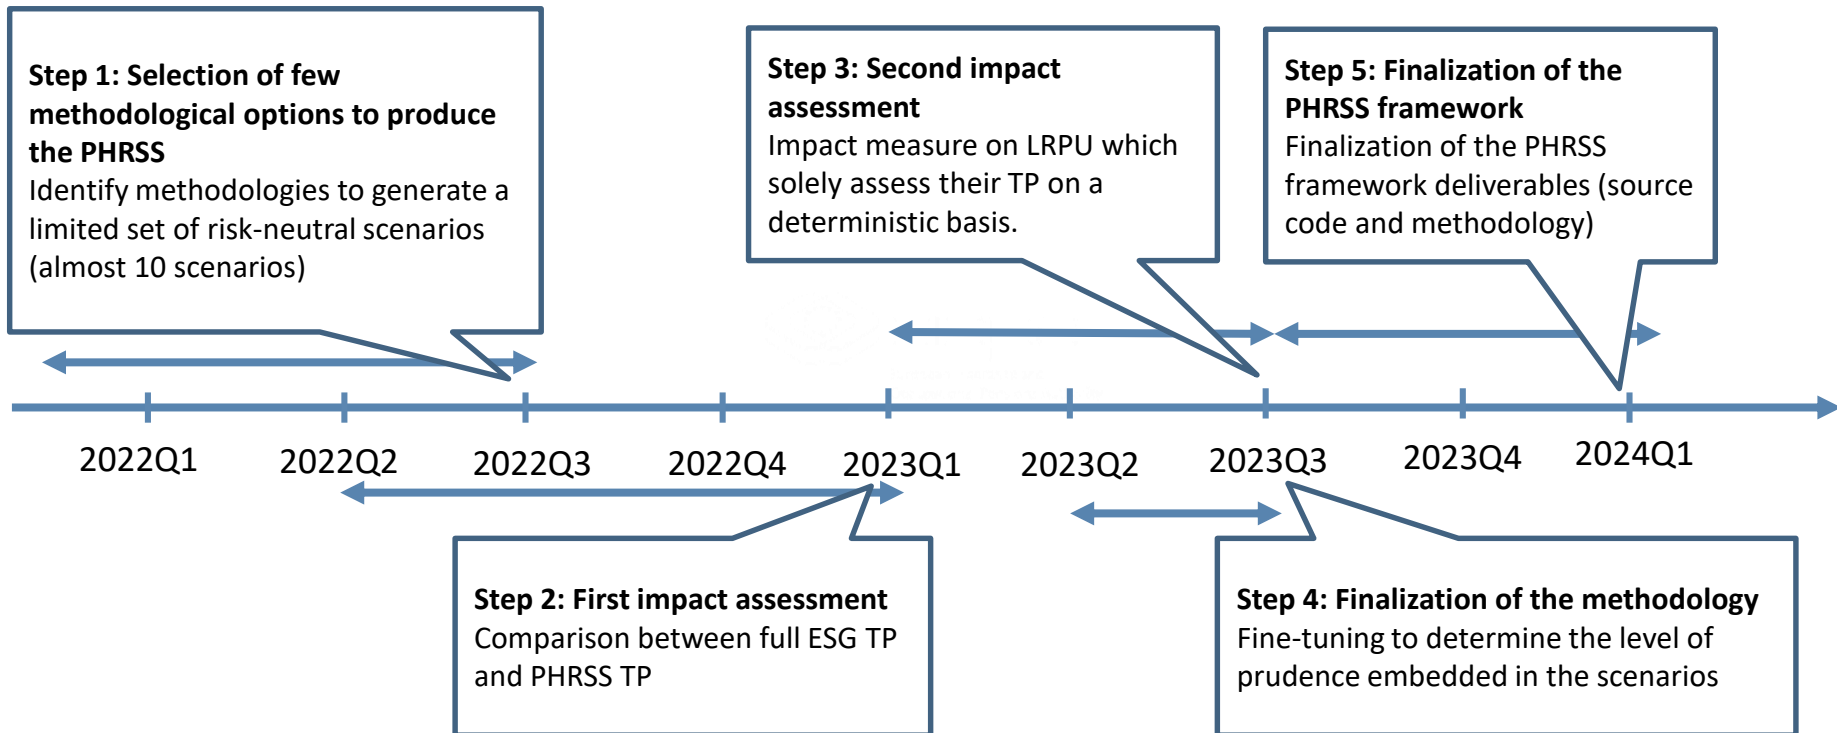 Step 1: Selection of few
methodological options to produce
the PHRSS
Identify methodologies to generate a
limited set of risk-neutral scenarios
(almost 10 scenarios)
Step 3: Second impact
assessment
Impact measure on LRPU which
solely assess their TP on a
deterministic basis.
Step 5: Finalization of the
PHRSS framework
Finalization of the PHRSS
framework deliverables (source
code and methodology)
2022Q1
2022Q2
2022Q3
2022Q4
2023Q1
2023Q2
2023Q3
2023Q4
2024Q1
Step 2: First impact assessment
Comparison between full ESG TP
and PHRSS TP
Step 4: Finalization of the methodology
Fine-tuning to determine the level of
prudence embedded in the scenarios